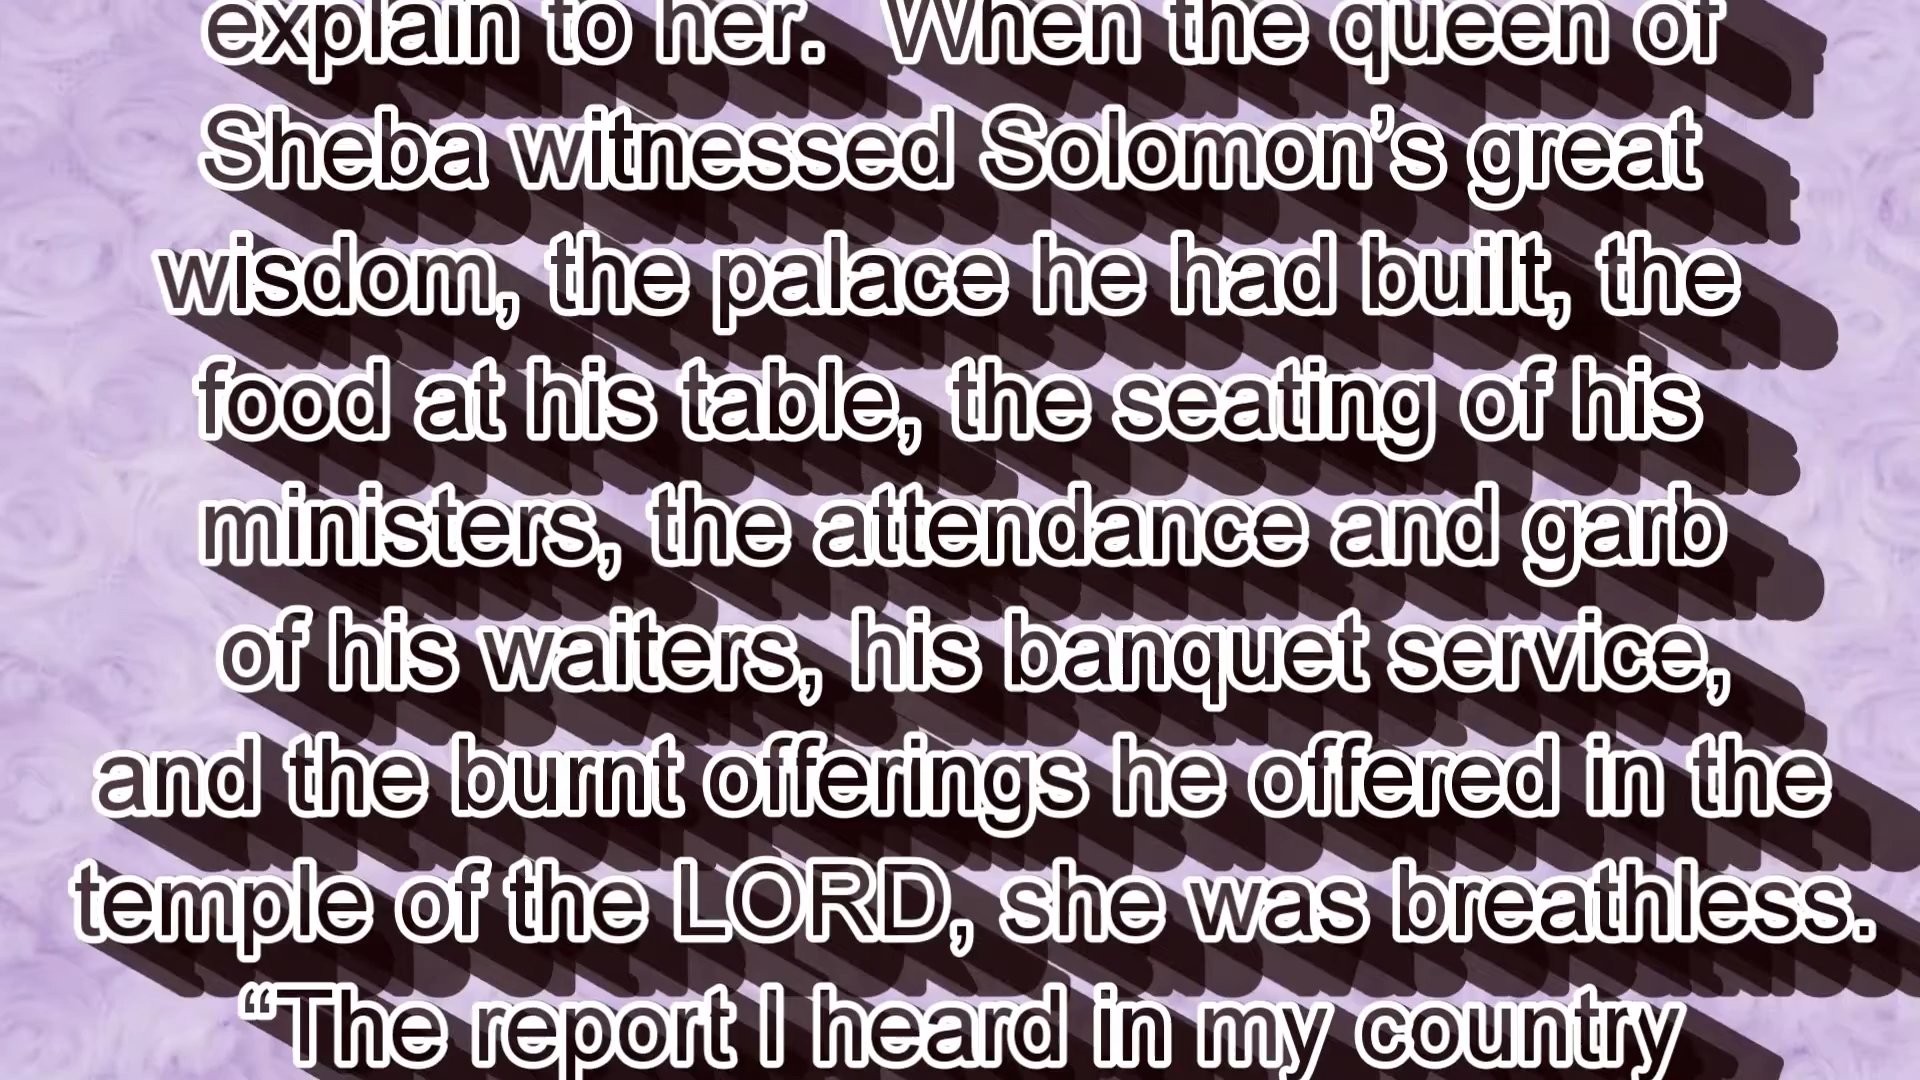 explain to her. When the queen of
Sheba witnessed Solomon’s great
wisdom, the palace he had built, the
food at his table, the seating of his
ministers, the attendance and garb
of his waiters, his banquet service,
and the burnt offerings he offered in the
temple of the LORD, she was breathless.
“The report I heard in my country